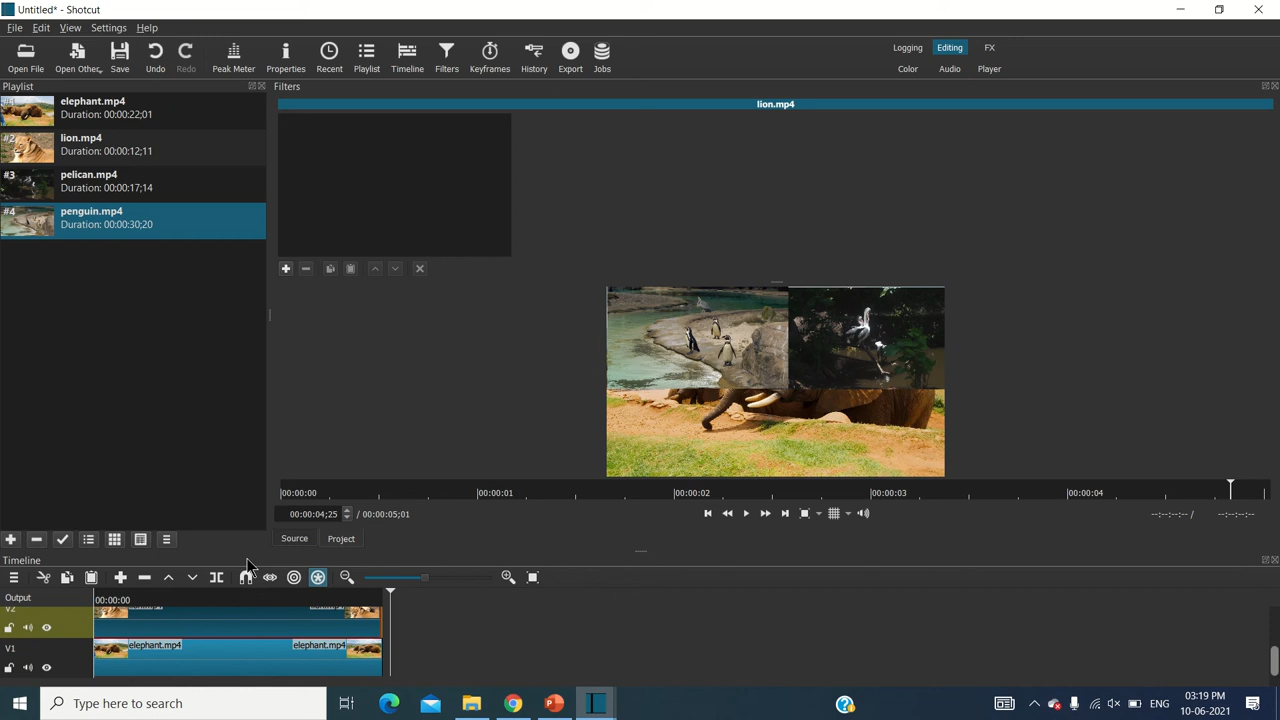 Untitled* - Shotcut
File Edit View Settings Help
Open File Open Other Save Undo Redo Peak Meter Properties Recent Playlist Timeline Filters Keyframes History Export Jobs
Logging Editing FX
Color Audio Player
Playlist
Filters
#1 elephant.mp4
Duration: 00:00:22;01
#2 lion.mp4
Duration: 00:00:12;11
#3 pelican.mp4
Duration: 00:00:17;14
#4 penguin.mp4
Duration: 00:00:30;20
lion.mp4
00:00:00 00:00:01 00:00:02 00:00:03 00:00:04
00:00:04;25 / 00:00:05;01
--:--:--:-- / --:--:--:--
Source Project
Timeline
Output 00:00:00
V2
V1 elephant.mp4 elephant.mp4
Type here to search
ENG
03:19 PM
10-06-2021